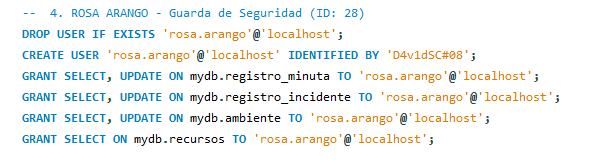 --  4. ROSA ARANGO - Guarda de Seguridad (ID: 28)
DROP USER IF EXISTS 'rosa.arango'@'localhost';
CREATE USER 'rosa.arango'@'localhost' IDENTIFIED BY 'D4v1dSC#08';
GRANT SELECT, UPDATE ON mydb.registro_minuta TO 'rosa.arango'@'localhost';
GRANT SELECT, UPDATE ON mydb.registro_incidente TO 'rosa.arango'@'localhost';
GRANT SELECT, UPDATE ON mydb.ambiente TO 'rosa.arango'@'localhost';
GRANT SELECT ON mydb.recursos TO 'rosa.arango'@'localhost';